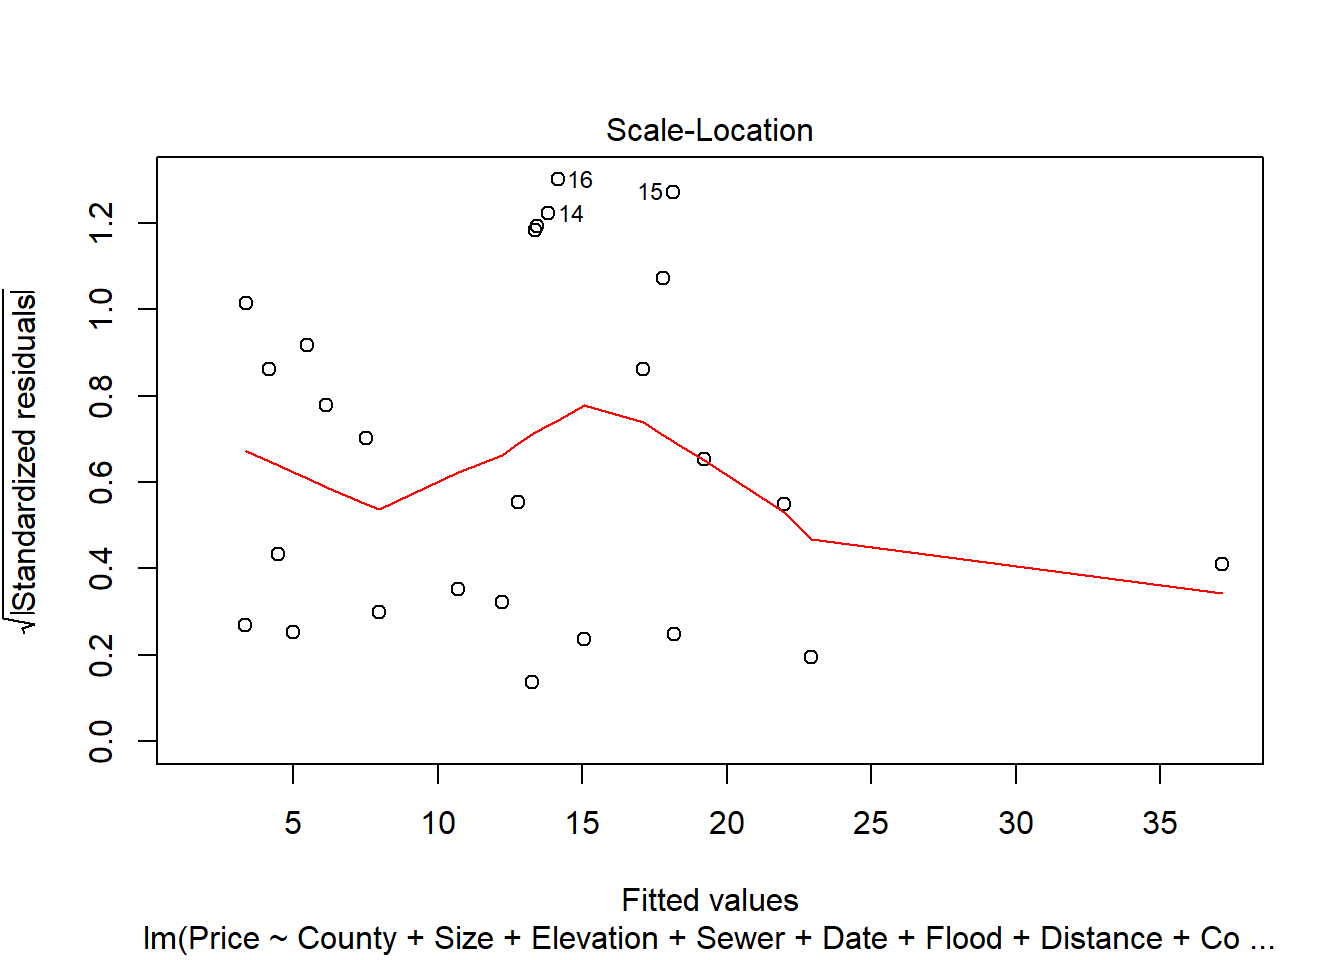 Scale-Location
16
15
14
√|Standardized residuals|
0.0 0.2 0.4 0.6 0.8 1.0 1.2
5 10 15 20 25 30 35
Fitted values
lm(Price ~ County + Size + Elevation + Sewer + Date + Flood + Distance + Co ...